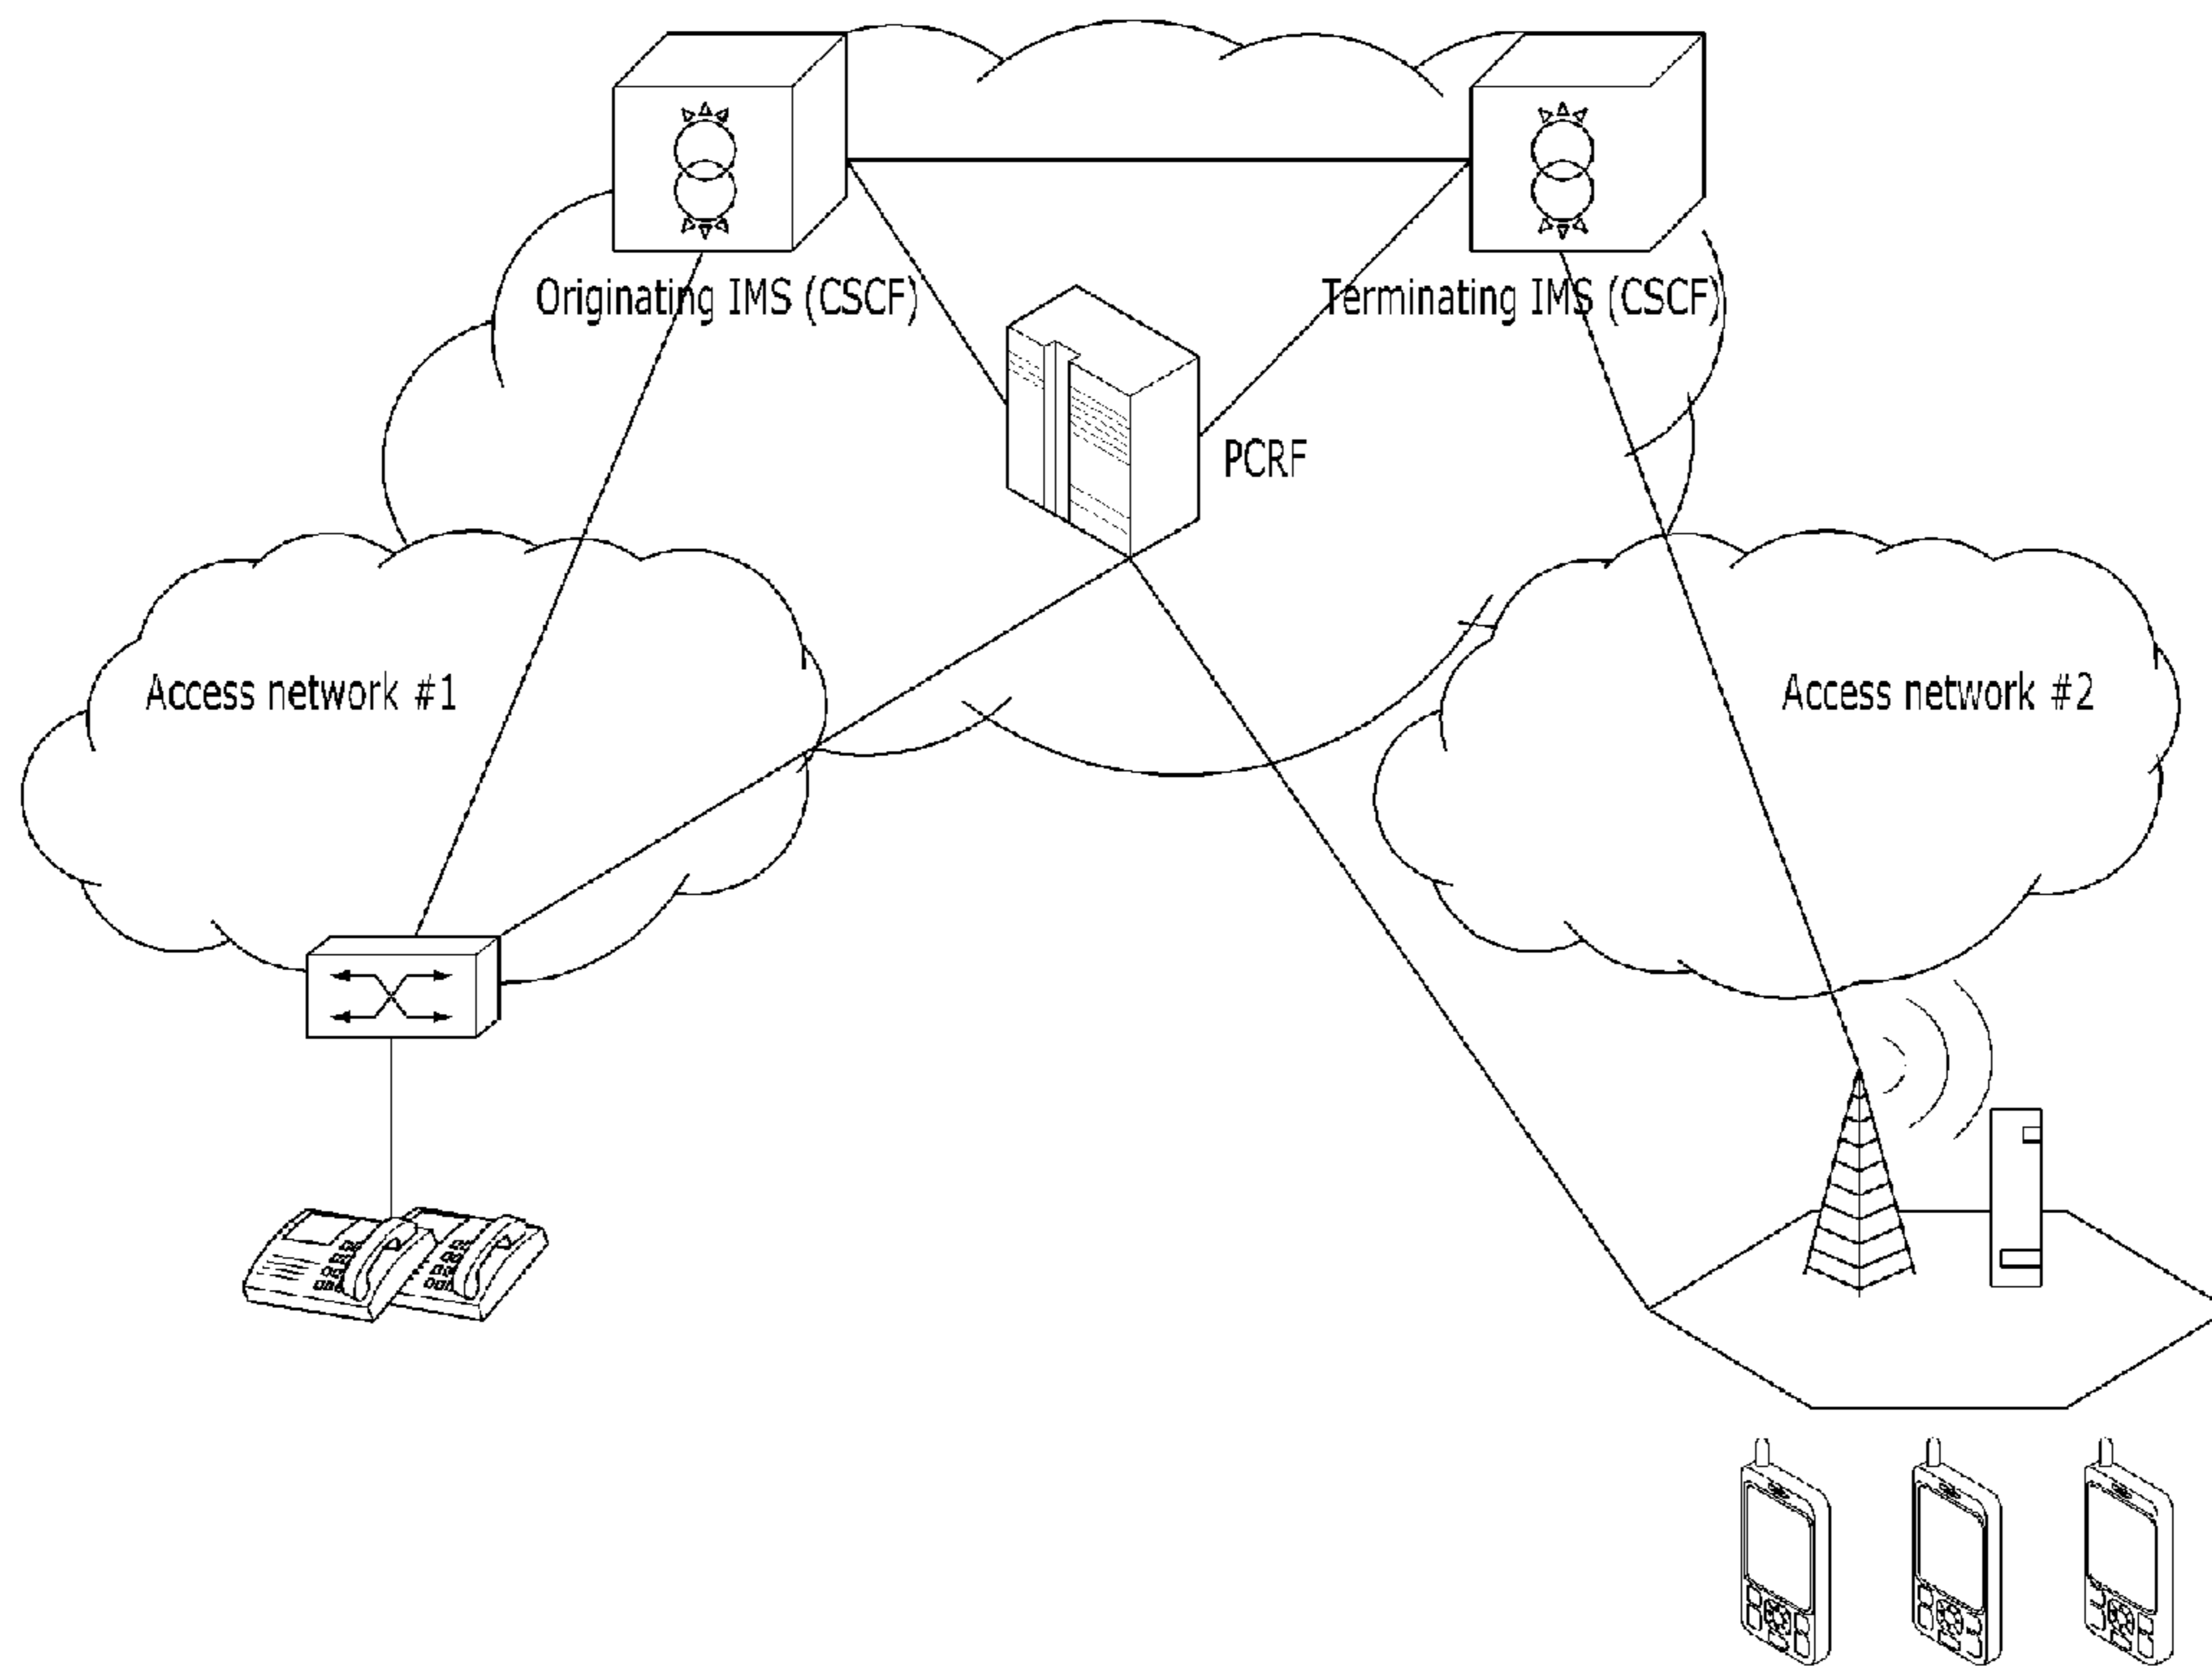 Originating IMS (CSCF)
Terminating IMS (CSCF)
PCRF
Access network #1
Access network #2